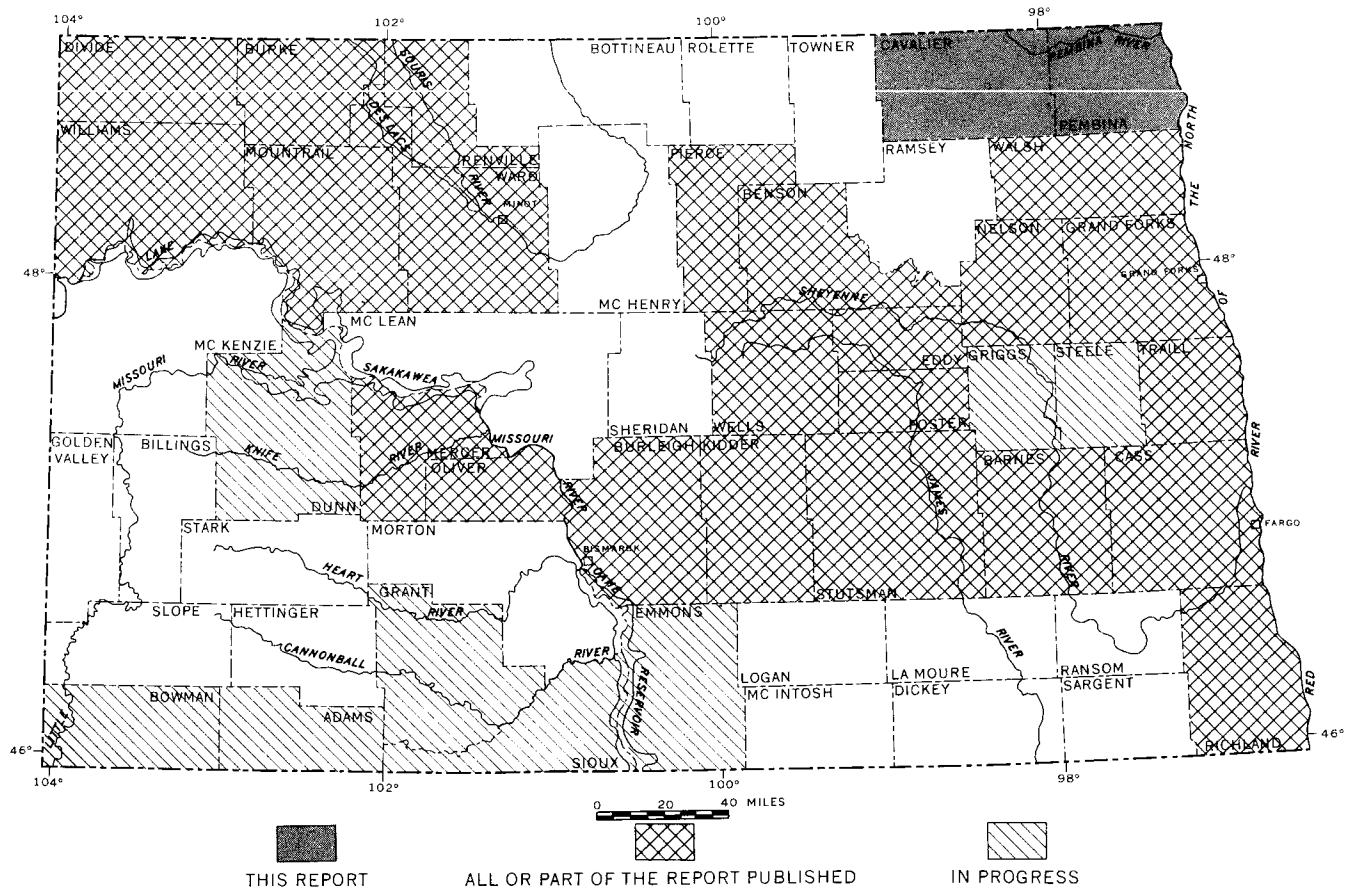 104°
102°
100°
98°
DIVIDE
BURKE
SOURIS
BOTTINEAU
ROLETTE
TOWNER
CAVALIER
PEMBINA RIVER
DES LACS
RIVER
WILLIAMS
MOUNTRAIL
RENVILLE
WARD
MINOT
PIERCE
RAMSEY
PEMBINA
WALSH
NORTH
BENSON
THE
NELSON
GRAND FORKS
LAKE
48°
GRAND FORKS
48°
OF
MC HENRY
SHEYENNE
MC LEAN
MC KENZIE
RIVER
MISSOURI
SAKAKAWEA
EDDY
GRIGGS
STEELE
TRAILL
GOLDEN VALLEY
BILLINGS
KNIFE
RIVER
MISSOURI
SHERIDAN
WELLS
FOSTER
MERCER
OLIVER
BURLEIGH
KIDDER
BARNES
CASS
RIVER
DUNN
RIVER
JAMES
STARK
MORTON
FARGO
BISMARCK
HEART
OAHE
RIVER
GRANT
RIVER
STUTSMAN
SLOPE
HETTINGER
EMMONS
CANNONBALL
RIVER
RESERVOIR
RIVER
LOGAN
MC INTOSH
LA MOURE
DICKEY
RANSOM
SARGENT
RED
BOWMAN
ADAMS
LITTLE
46°
SIOUX
RICHLAND
46°
104°
102°
100°
98°
0 20 40 MILES
THIS REPORT
ALL OR PART OF THE REPORT PUBLISHED
IN PROGRESS